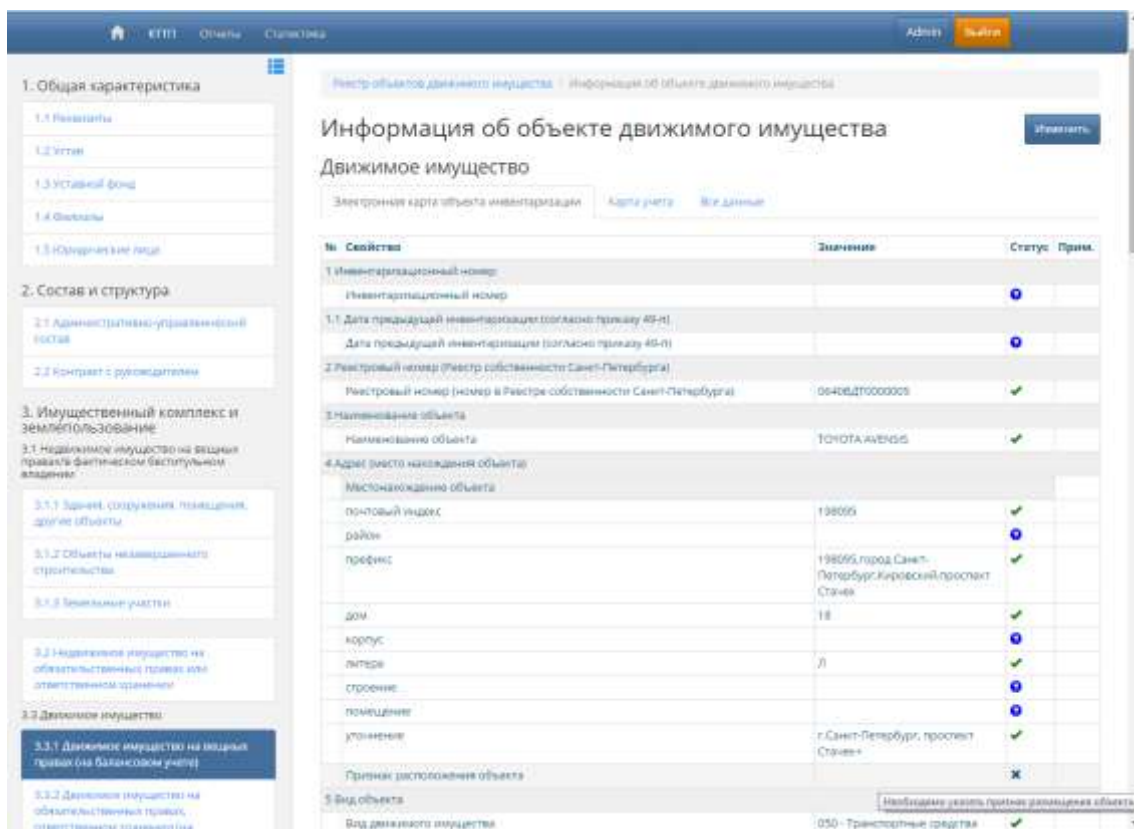 КГПП Отчеты Статистика Admin Выйти
1. Общая характеристика
1.1 Реквизиты
1.2 Устав
1.3 Уставной фонд
1.4 Филиалы
1.5 Юридические лица
2. Состав и структура
2.1 Административно-управленческий
состав
2.2 Контракт с руководителем
3. Имущественный комплекс и
землепользование
3.1 Недвижимое имущество на вещных
правах/в фактическом беститульном
владении
3.1.1 Здания, сооружения, помещения,
другие объекты
3.1.2 Объекты незавершенного
строительства
3.1.3 Земельные участки
3.2 Недвижимое имущество на
обязательственных правах или
ответственном хранении
3.3 Движимое имущество
3.3.1 Движимое имущество на вещных
правах (на балансовом учете)
3.3.2 Движимое имущество на
обязательственных правах,
Реестр объектов движимого имущества / Информация об объекте движимого имущества
Информация об объекте движимого имущества
Изменить
Движимое имущество
Электронная карта объекта инвентаризации Карта учета Все данные
№ Свойство Значение Статус Прим.
1 Инвентаризационный номер
Инвентаризационный номер
1.1 Дата предыдущей инвентаризации (согласно приказу 49-п)
Дата предыдущей инвентаризации (согласно приказу 49-п)
2 Реестровый номер (Реестр собственности Санкт-Петербурга)
Реестровый номер (номер в Реестре собственности Санкт-Петербурга) 0640ВДТ0000005
3 Наименование объекта
Наименование объекта TOYOTA AVENSIS
4 Адрес (место нахождения объекта)
Местонахождение объекта
почтовый индекс 198095
район
префикс 198095,город Санкт-
Петербург,Кировский,проспект
Стачек
дом 18
корпус
литера Л
строение
помещение
уточнение г.Санкт-Петербург, проспект
Стачек+
Признак расположения объекта
5 Вид объекта
Необходимо указать признак размещения объекта
Вид движимого имущества 050 - Транспортные средства